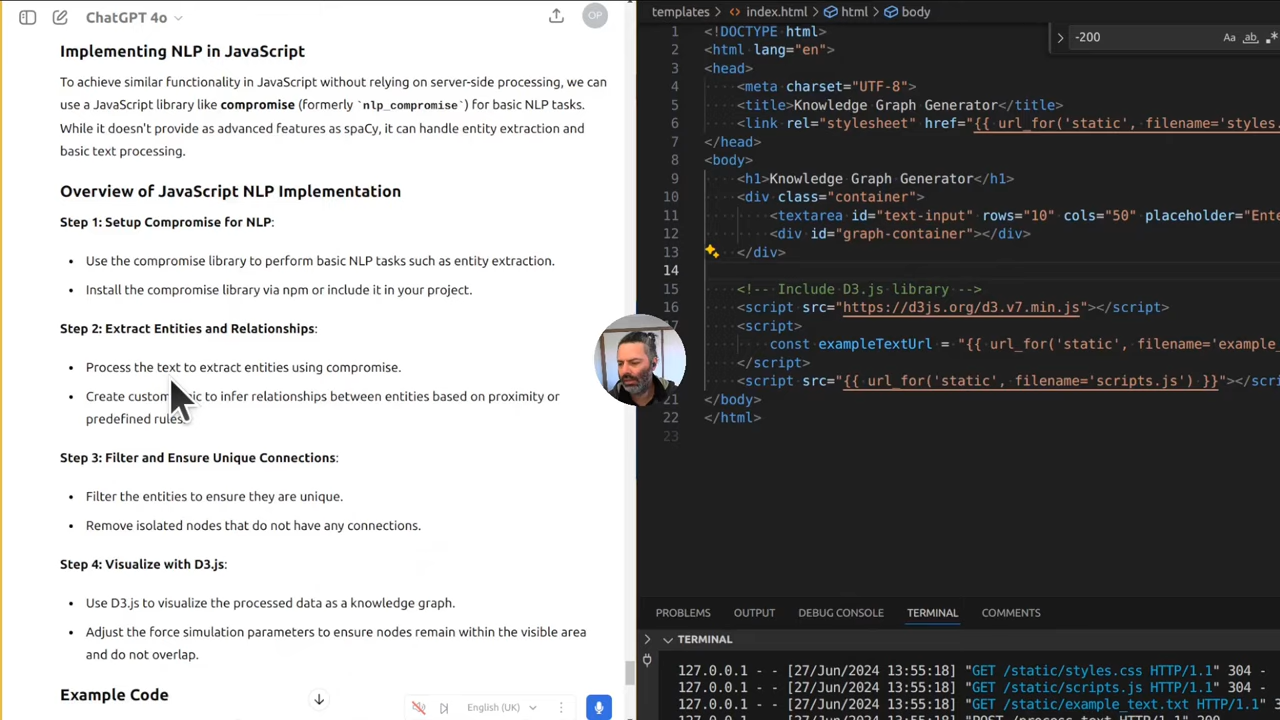 ChatGPT 4o
OP
Implementing NLP in JavaScript
To achieve similar functionality in JavaScript without relying on server-side processing, we can
use a JavaScript library like compromise (formerly `nlp_compromise`) for basic NLP tasks.
While it doesn't provide as advanced features as spaCy, it can handle entity extraction and
basic text processing.
Overview of JavaScript NLP Implementation
Step 1: Setup Compromise for NLP:
• Use the compromise library to perform basic NLP tasks such as entity extraction.
• Install the compromise library via npm or include it in your project.
Step 2: Extract Entities and Relationships:
• Process the text to extract entities using compromise.
• Create custom to infer relationships between entities based on proximity or
predefined rules.
Step 3: Filter and Ensure Unique Connections:
• Filter the entities to ensure they are unique.
• Remove isolated nodes that do not have any connections.
Step 4: Visualize with D3.js:
• Use D3.js to visualize the processed data as a knowledge graph.
• Adjust the force simulation parameters to ensure nodes remain within the visible area
and do not overlap.
Example Code
English (UK)
templates > index.html > html > body
-200
Aa ab
1 <!DOCTYPE html>
2 <html lang="en">
3 <head>
4 <meta charset="UTF-8">
5 <title>Knowledge Graph Generator</title>
6 <link rel="stylesheet" href="{{ url_for('static', filename='styles.
7 </head>
8 <body>
9 <h1>Knowledge Graph Generator</h1>
10 <div class="container">
11 <textarea id="text-input" rows="10" cols="50" placeholder="Ente
12 <div id="graph-container"></div>
13 </div>
14
15 <!-- Include D3.js library -->
16 <script src="https://d3js.org/d3.v7.min.js"></script>
<script>
const exampleTextUrl = "{{ url_for('static', filename='example_
</script>
<script src="{{ url_for('static', filename='scripts.js') }}"></scri
21 </body>
22 </html>
23
PROBLEMS OUTPUT DEBUG CONSOLE TERMINAL COMMENTS
TERMINAL
127.0.0.1 - - [27/Jun/2024 13:55:18] "GET /static/styles.css HTTP/1.1" 304 -
127.0.0.1 - - [27/Jun/2024 13:55:18] "GET /static/scripts.js HTTP/1.1" 304 -
127.0.0.1 - - [27/Jun/2024 13:55:18] "GET /static/example_text.txt HTTP/1.1"